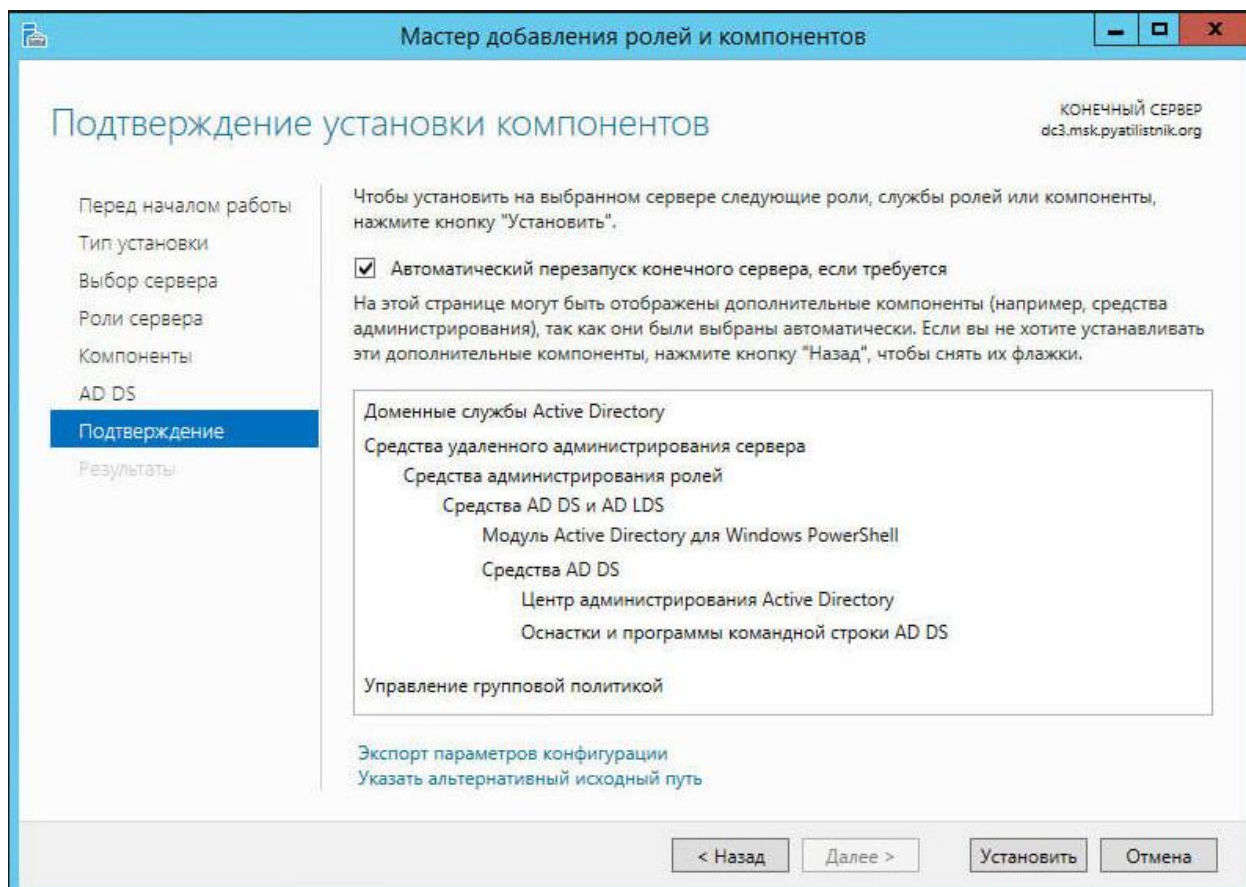 Мастер добавления ролей и компонентов
Подтверждение установки компонентов
КОНЕЧНЫЙ СЕРВЕР
dc3.msk.pyatilistnik.org
Перед началом работы
Тип установки
Выбор сервера
Роли сервера
Компоненты
AD DS
Подтверждение
Результаты
Чтобы установить на выбранном сервере следующие роли, службы ролей или компоненты,
нажмите кнопку "Установить".
Автоматический перезапуск конечного сервера, если требуется
На этой странице могут быть отображены дополнительные компоненты (например, средства
администрирования), так как они были выбраны автоматически. Если вы не хотите устанавливать
эти дополнительные компоненты, нажмите кнопку "Назад", чтобы снять их флажки.
Доменные службы Active Directory
Средства удаленного администрирования сервера
Средства администрирования ролей
Средства AD DS и AD LDS
Модуль Active Directory для Windows PowerShell
Средства AD DS
Центр администрирования Active Directory
Оснастки и программы командной строки AD DS
Управление групповой политикой
Экспорт параметров конфигурации
Указать альтернативный исходный путь
< Назад
Далее >
Установить
Отмена